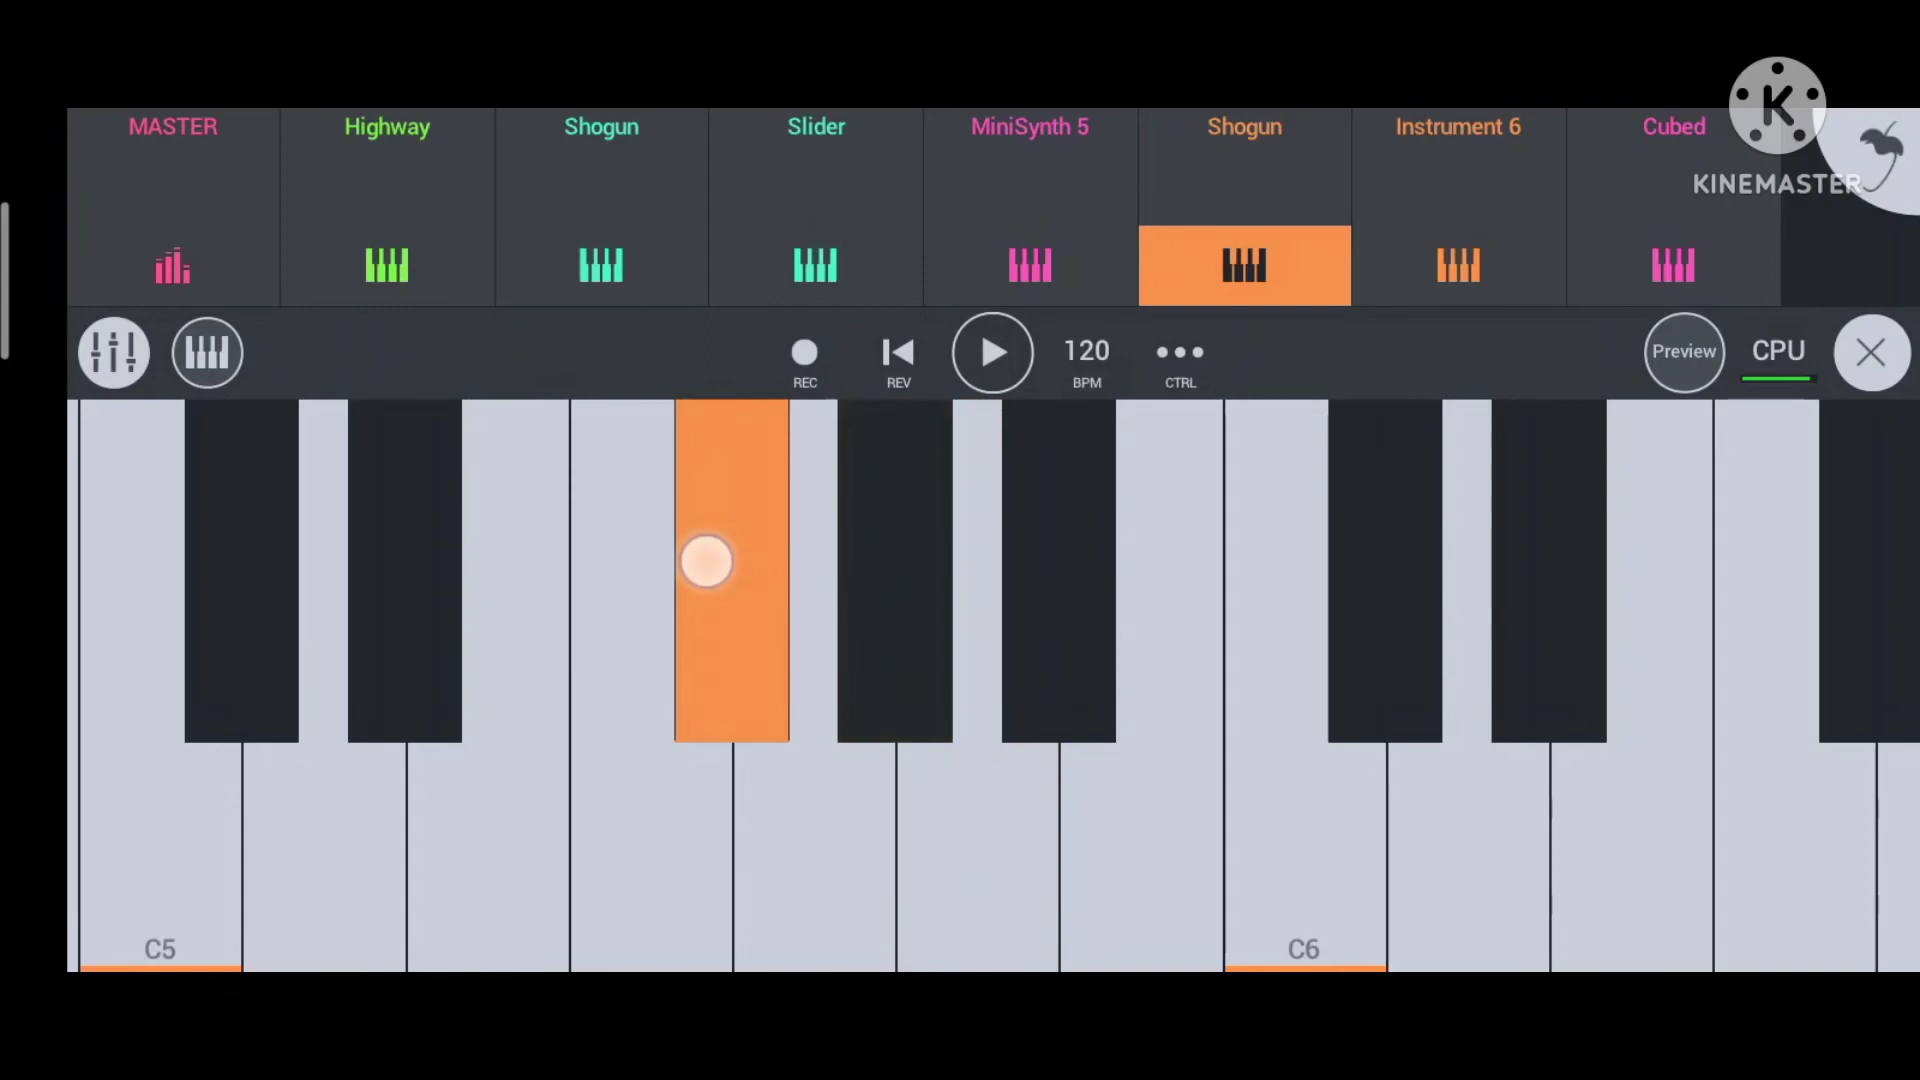 MASTER Highway Shogun Slider MiniSynth 5 Shogun Instrument 6 Cubed
K
KINEMASTER
120 Preview CPU
REC REV BPM CTRL
C5 C6